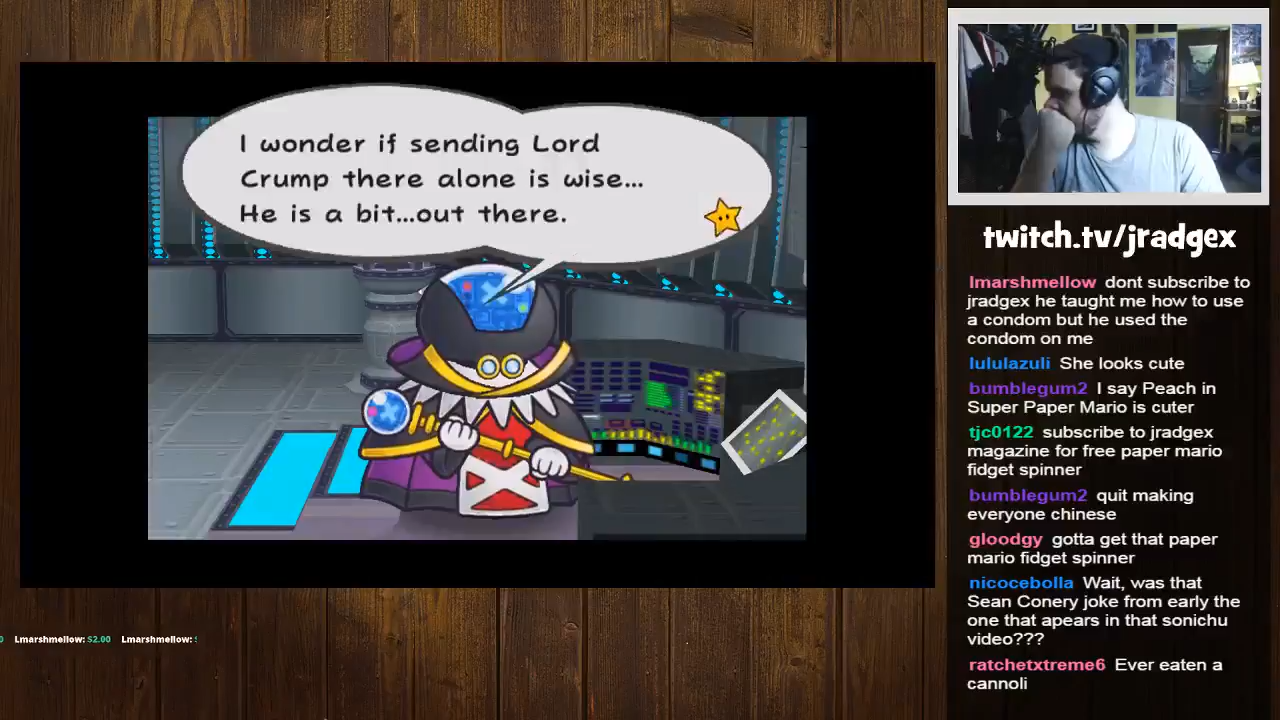 I wonder if sending Lord
Crump there alone is wise...
He is a bit...out there.
twitch.tv/jradgex
lmarshmellow dont subscribe to
jradgex he taught me how to use
a condom but he used the
condom on me
lululazuli She looks cute
bumblegum2 I say Peach in
Super Paper Mario is cuter
tjc0122 subscribe to jradgex
magazine for free paper mario
fidget spinner
bumblegum2 quit making
everyone chinese
gloodgy gotta get that paper
mario fidget spinner
nicocebolla Wait, was that
Sean Conery joke from early the
one that apears in that sonichu
video???
ratchetxtreme6 Ever eaten a
cannoli
Lmarshmellow: $2.00 Lmarshmellow: